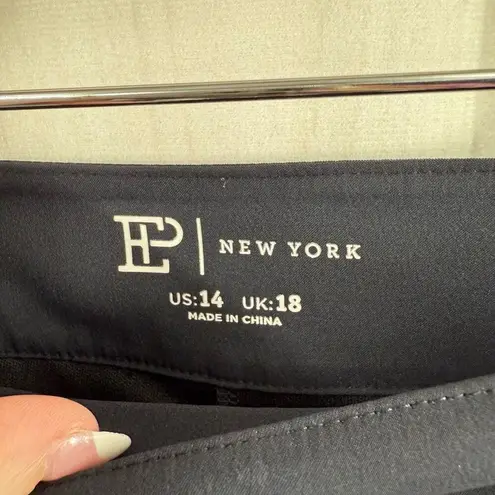 EP | NEW YORK
US:14 UK:18
MADE IN CHINA